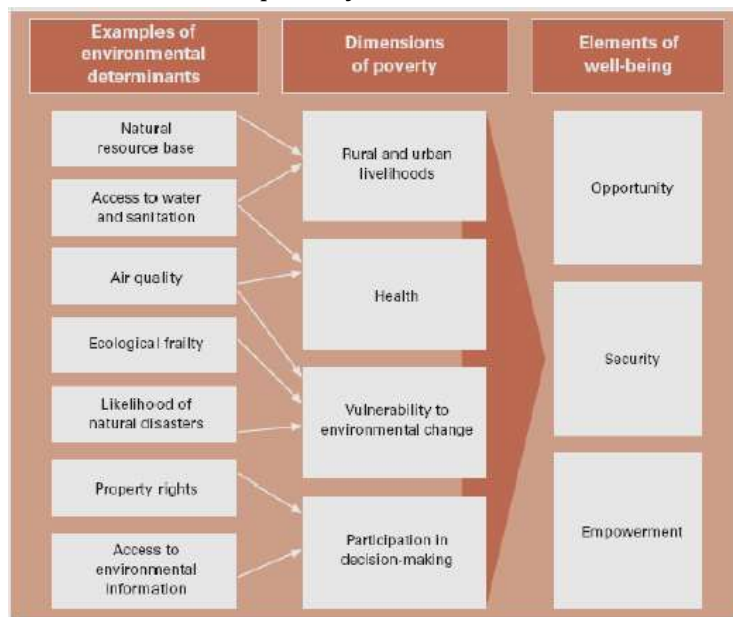 Examples of
environmental
determinants
Dimensions
of poverty
Elements of
well-being
Natural
resource base
Access to water
and sanitation
Air quality
Ecological frailty
Likelihood of
natural disasters
Property rights
Access to
environmental
information
Rural and urban
livelihoods
Health
Vulnerability to
environmental change
Participation in
decision-making
Opportunity
Security
Empowerment